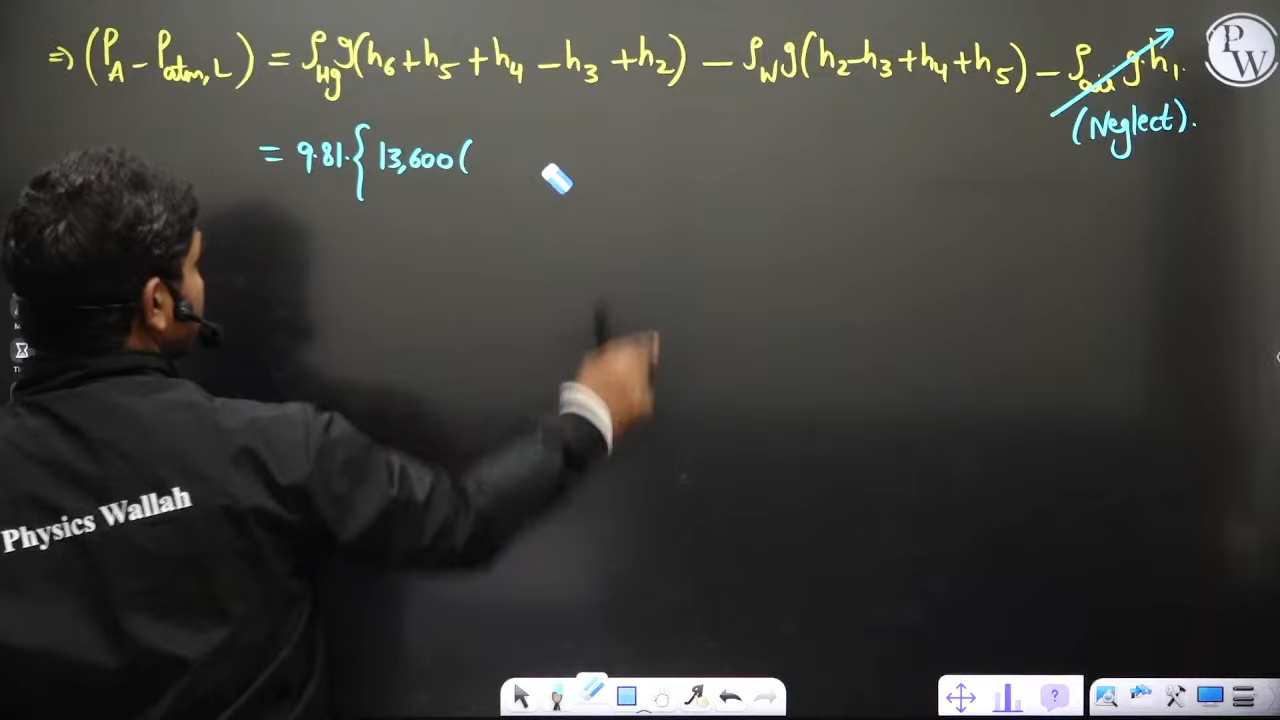 ⇒ (P_A − P_atm,L) = ρ_Hg g(h₆ + h₅ + h₄ − h₃ + h₂) − ρ_W g(h₂ − h₃ + h₄ + h₅) − ρ_air g·h₁.
(Neglect).
= 9.81·{ 13,600(
PW
Physics Wallah